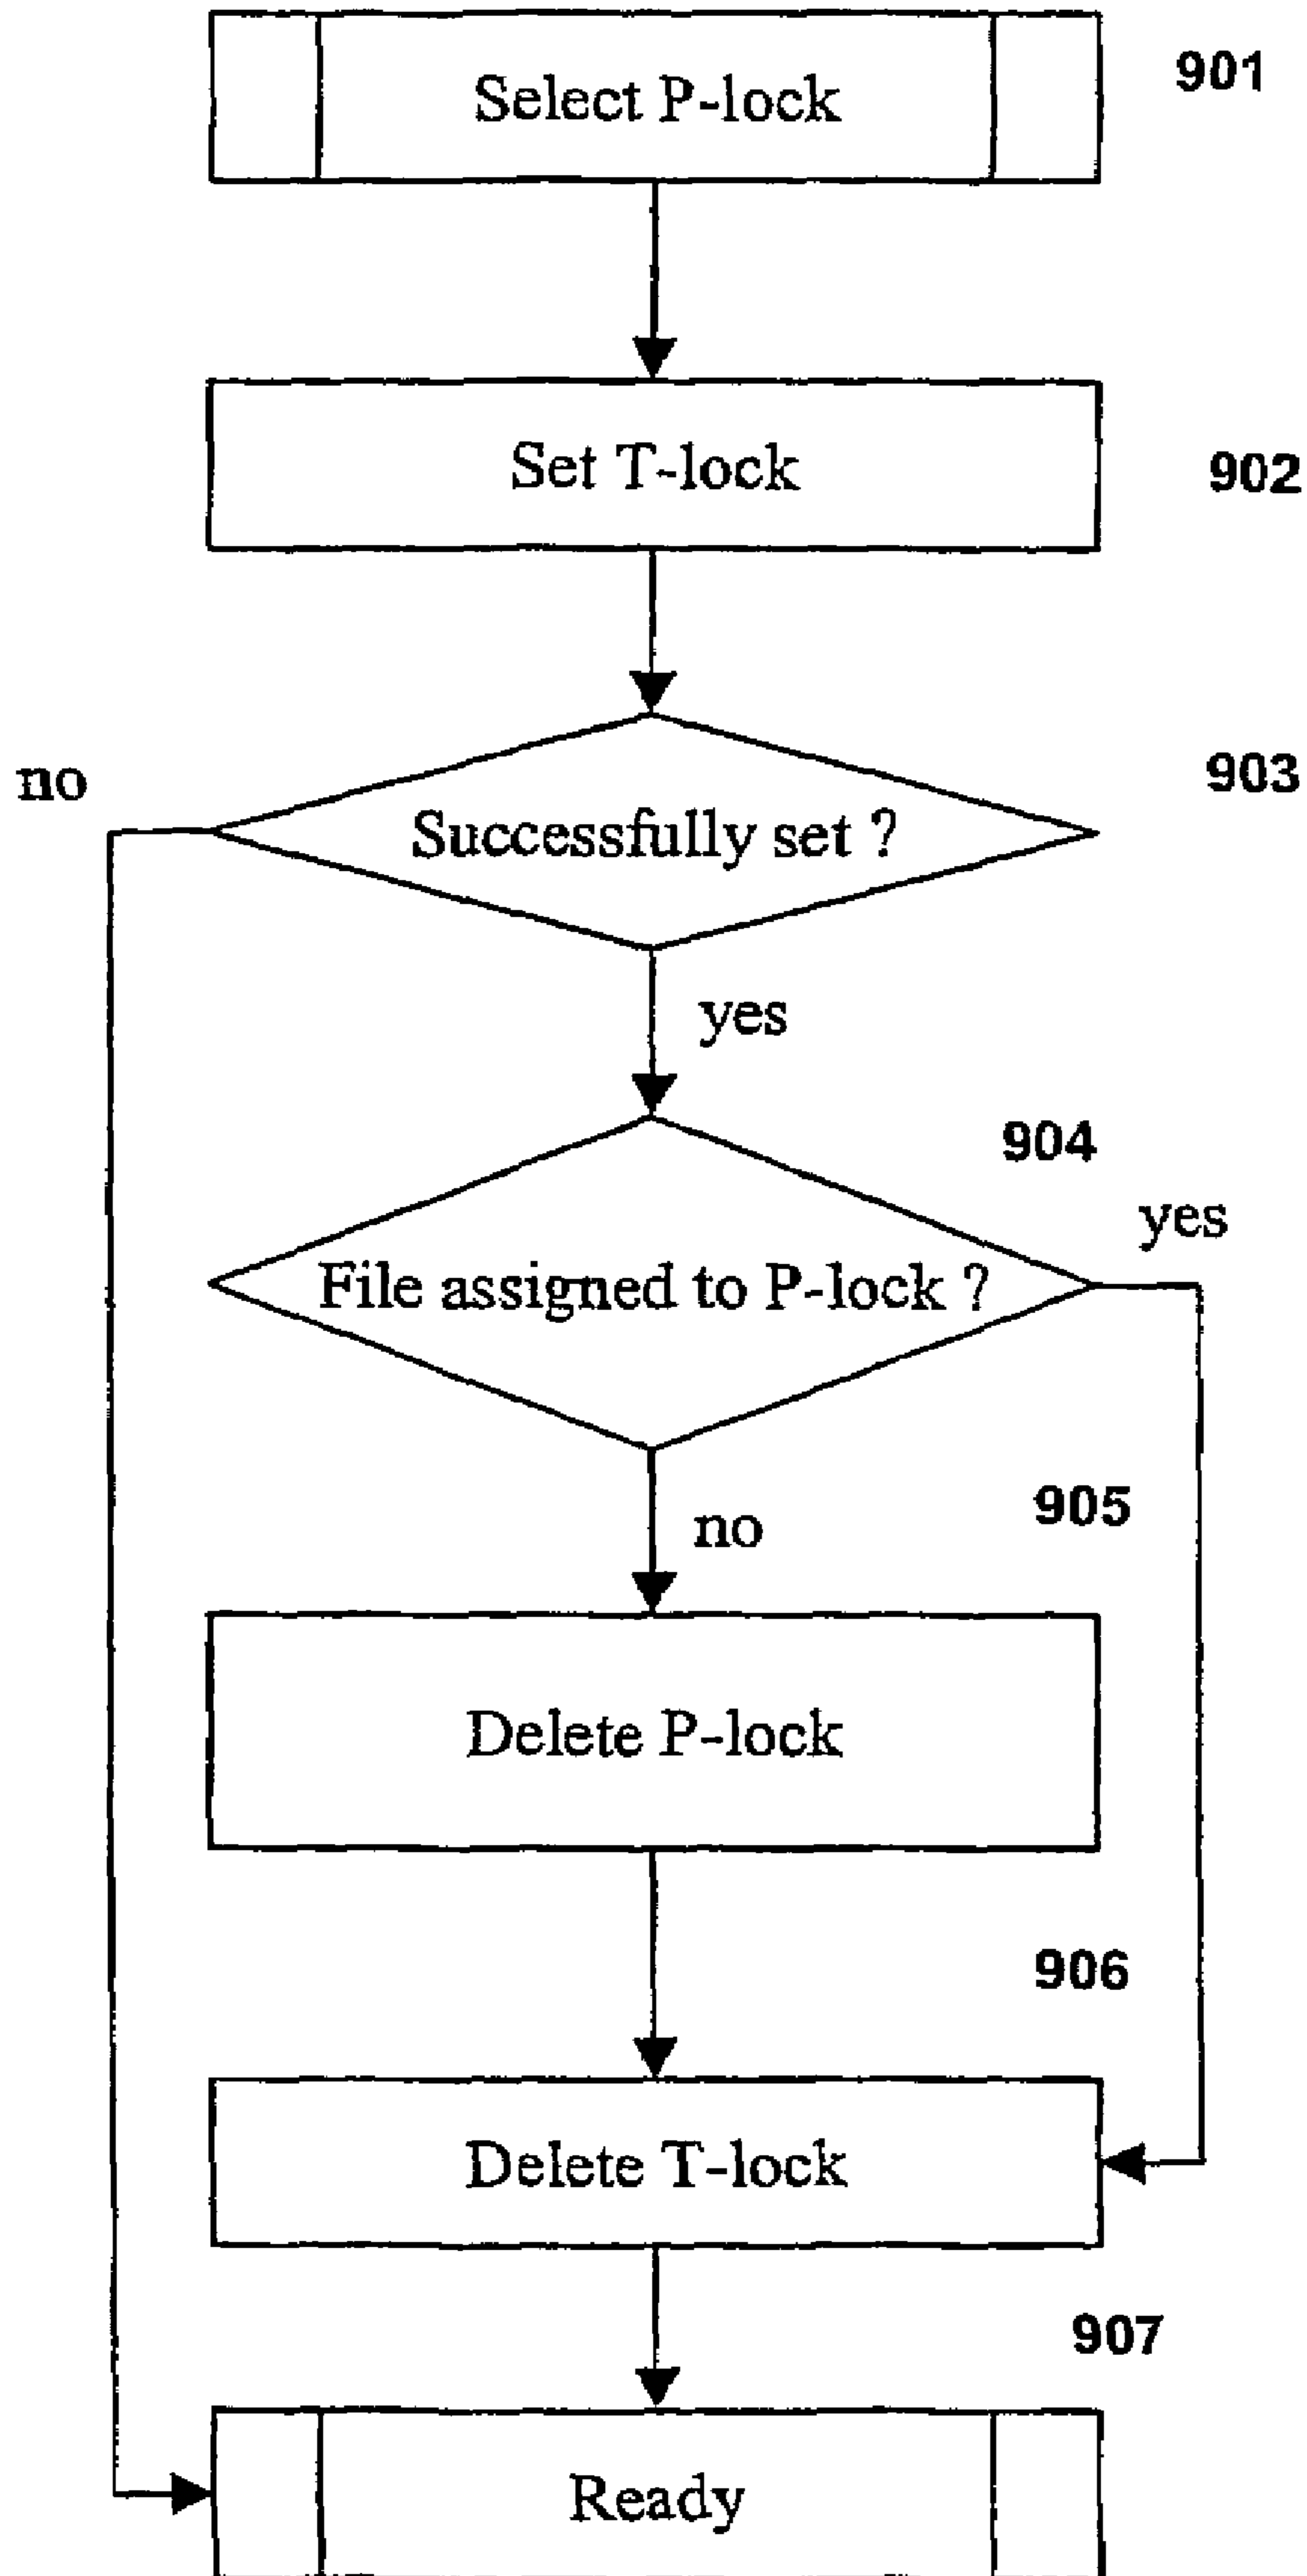 Select P-lock
901
Set T-lock
902
no
903
Successfully set ?
yes
904
yes
File assigned to P-lock ?
905
no
Delete P-lock
906
Delete T-lock
907
Ready